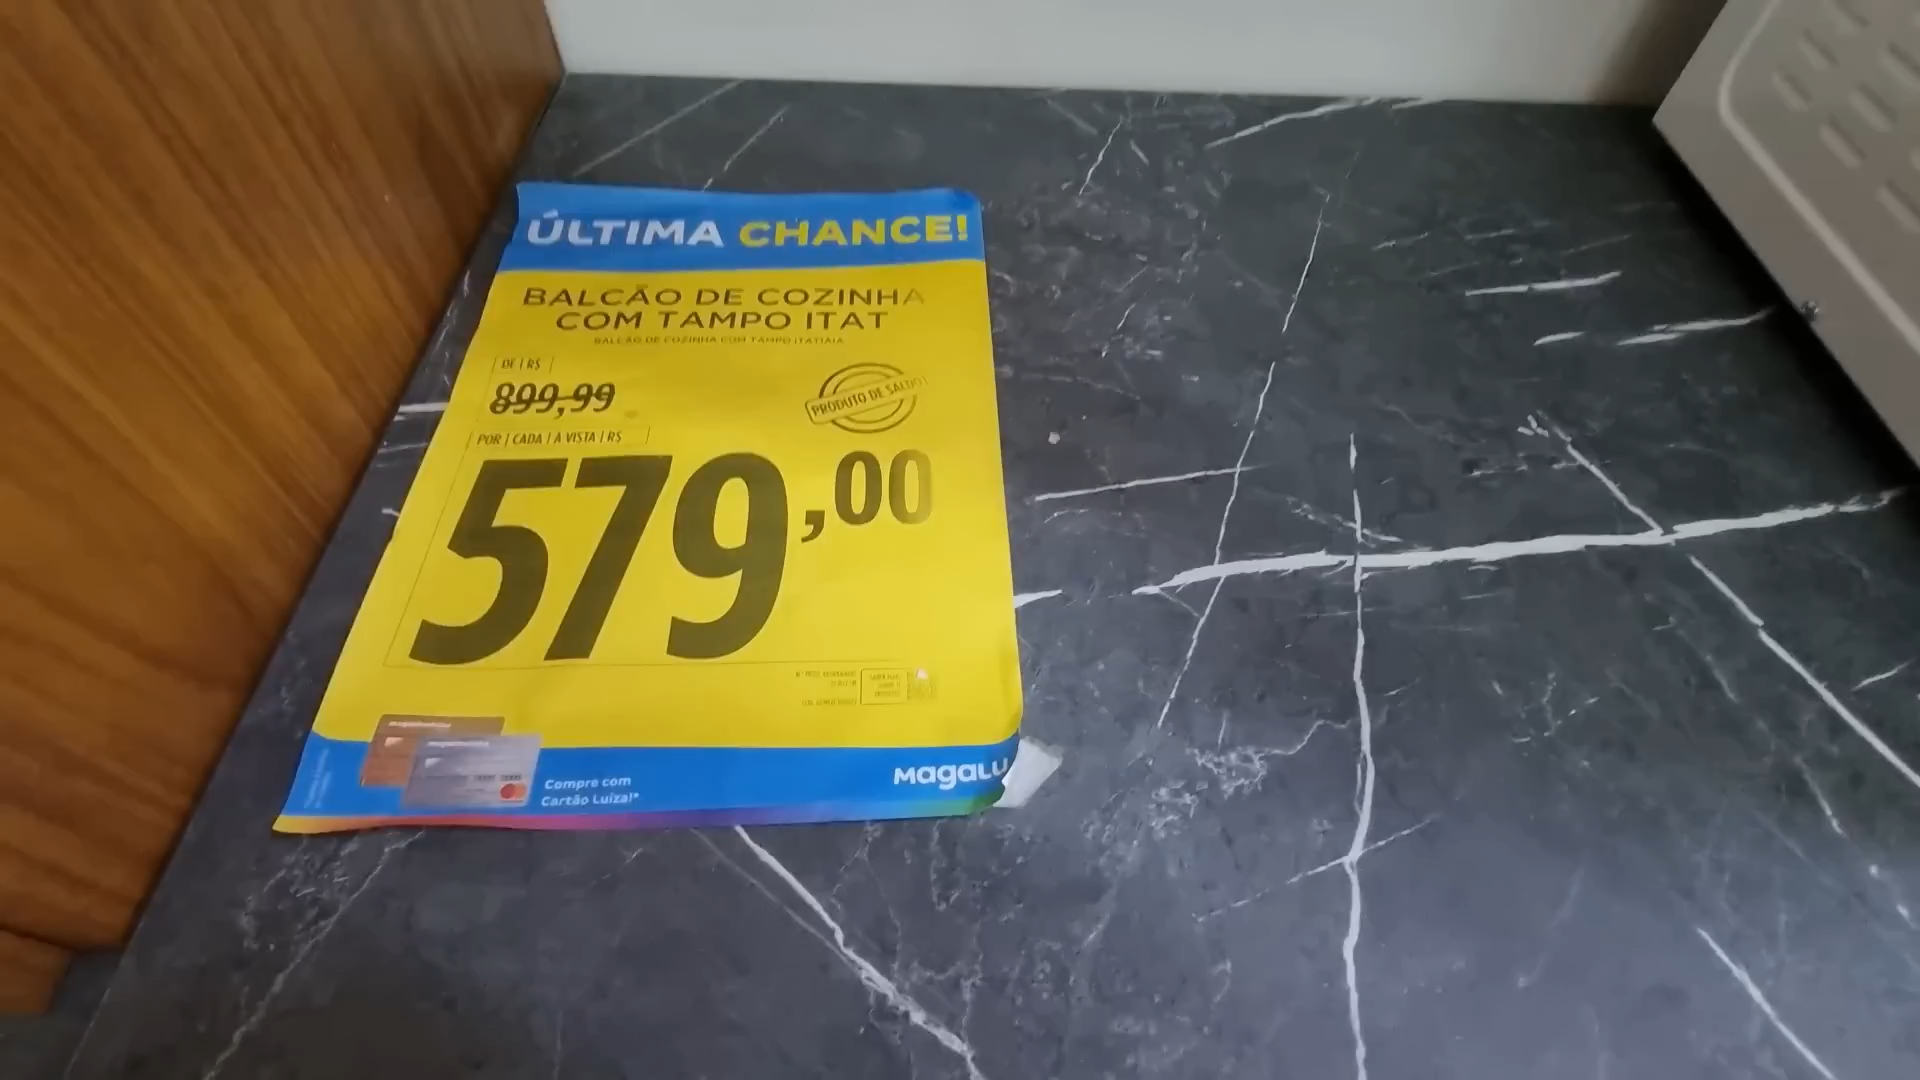 ÚLTIMA CHANCE!
BALCÃO DE COZINHA
COM TAMPO ITAT
BALCÃO DE COZINHA COM TAMPO ITATIAIA
DE | R$
899,99
PRODUTO DE SALDO!
POR | CADA | À VISTA | R$
579,00
Compre com
Cartão Luiza!*
Magalu